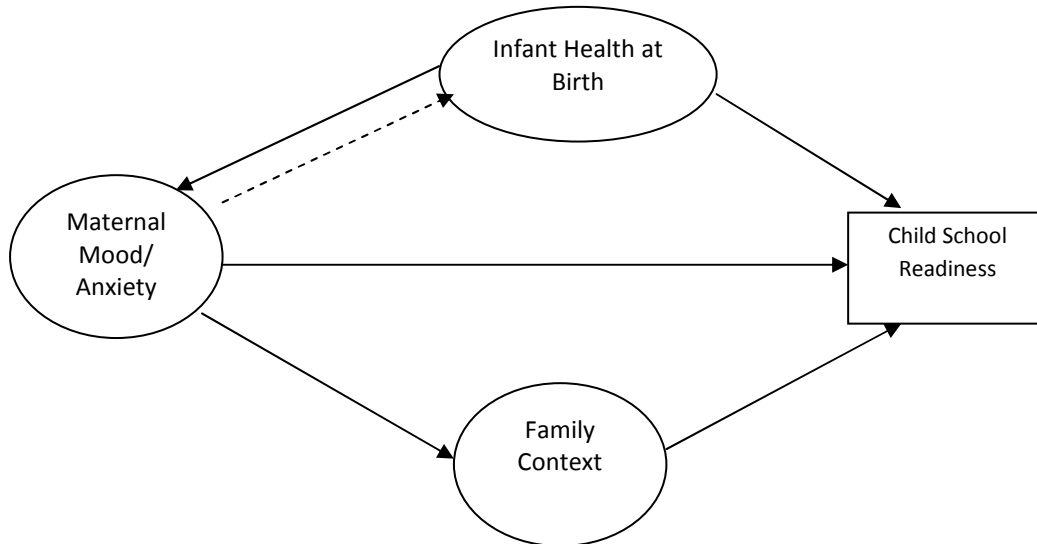 Infant Health at
Birth
Maternal
Mood/
Anxiety
Child School
Readiness
Family
Context